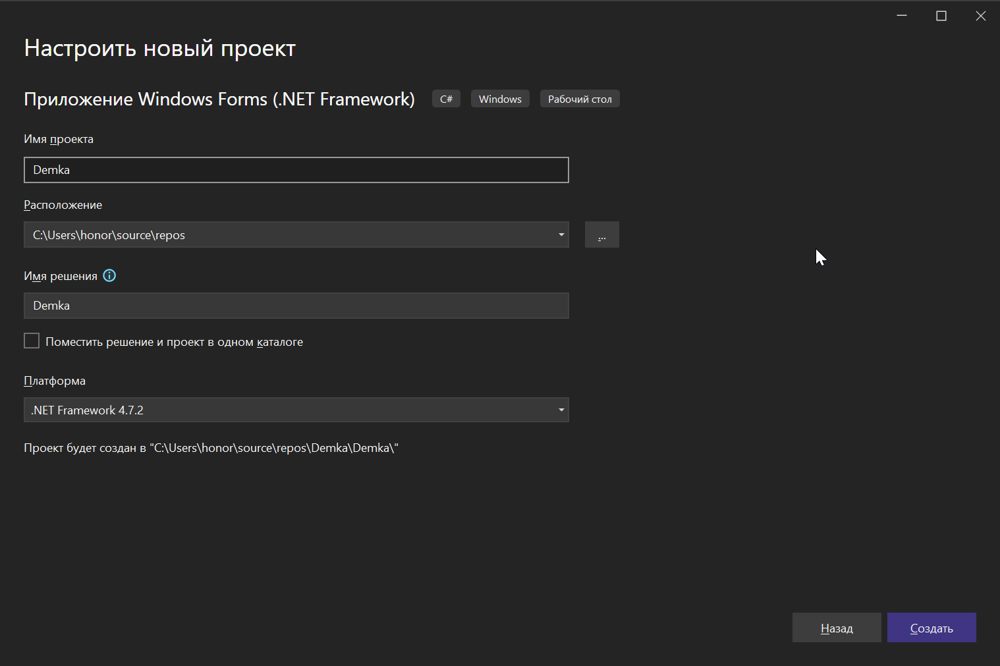 Настроить новый проект
Приложение Windows Forms (.NET Framework) C# Windows Рабочий стол
Имя проекта
Demka
Расположение
C:\Users\honor\source\repos
...
Имя решения
Demka
Поместить решение и проект в одном каталоге
Платформа
.NET Framework 4.7.2
Проект будет создан в "C:\Users\honor\source\repos\Demka\Demka\"
Назад Создать